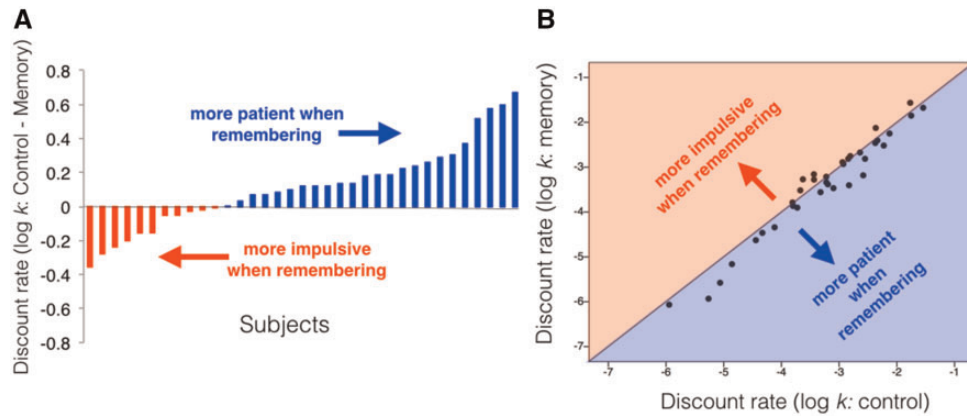 A
Discount rate (log k: Control - Memory)
0.8
0.6
0.4
0.2
0
-0.2
-0.4
-0.6
-0.8
more patient when
remembering
more impulsive
when remembering
Subjects
B
Discount rate (log k: memory)
-1
-2
-3
-4
-5
-6
-7
more impulsive
when remembering
more patient
when
remembering
-7 -6 -5 -4 -3 -2 -1
Discount rate (log k: control)